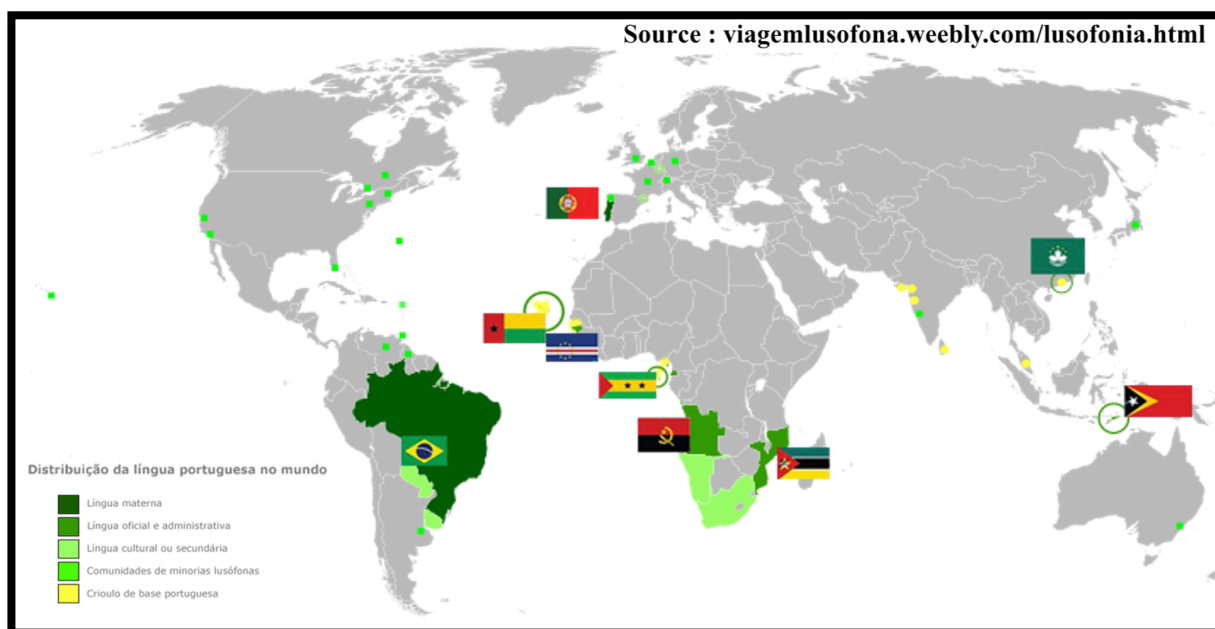 Source : viagemlusofona.weebly.com/lusofonia.html
Distribuição da língua portuguesa no mundo
Língua materna
Língua oficial e administrativa
Língua cultural ou secundária
Comunidades de minorias lusófonas
Crioulo de base portuguesa